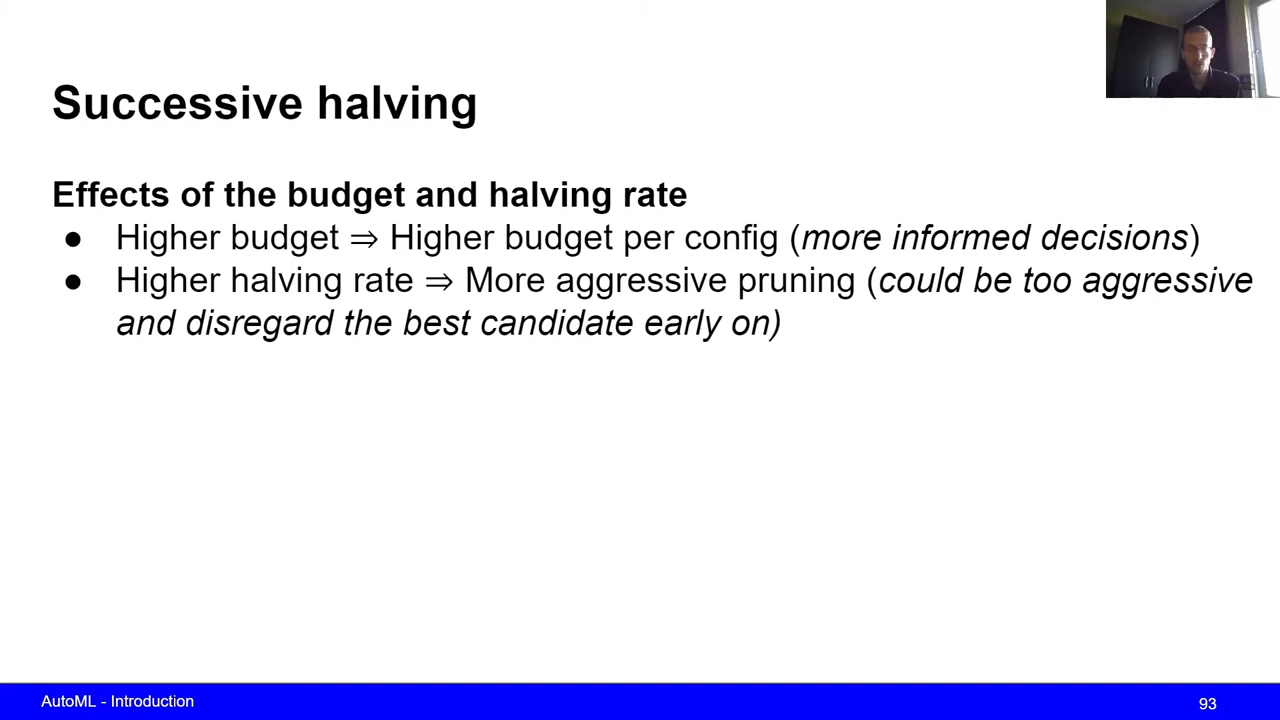 Successive halving
Effects of the budget and halving rate
● Higher budget ⇒ Higher budget per config (more informed decisions)
● Higher halving rate ⇒ More aggressive pruning (could be too aggressive
and disregard the best candidate early on)
AutoML - Introduction
93